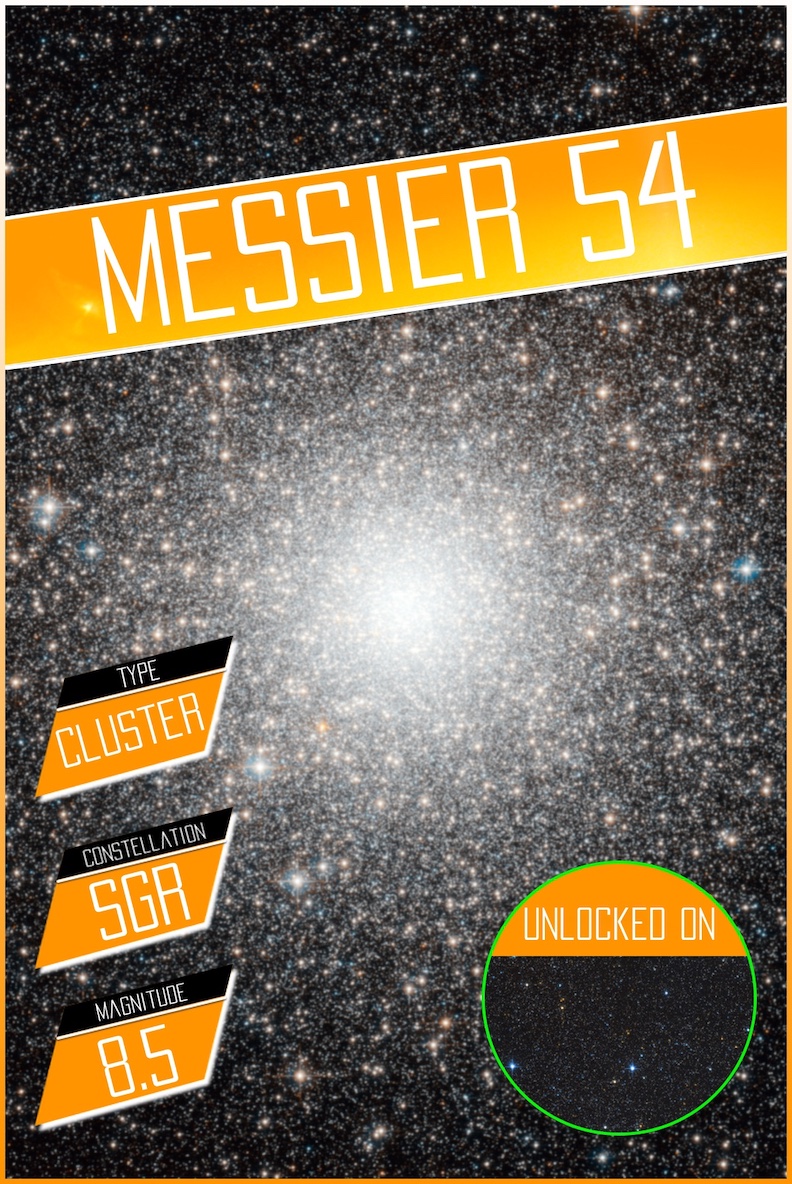 MESSIER 54
TYPE
CLUSTER
CONSTELLATION
SGR
MAGNITUDE
8.5
UNLOCKED ON